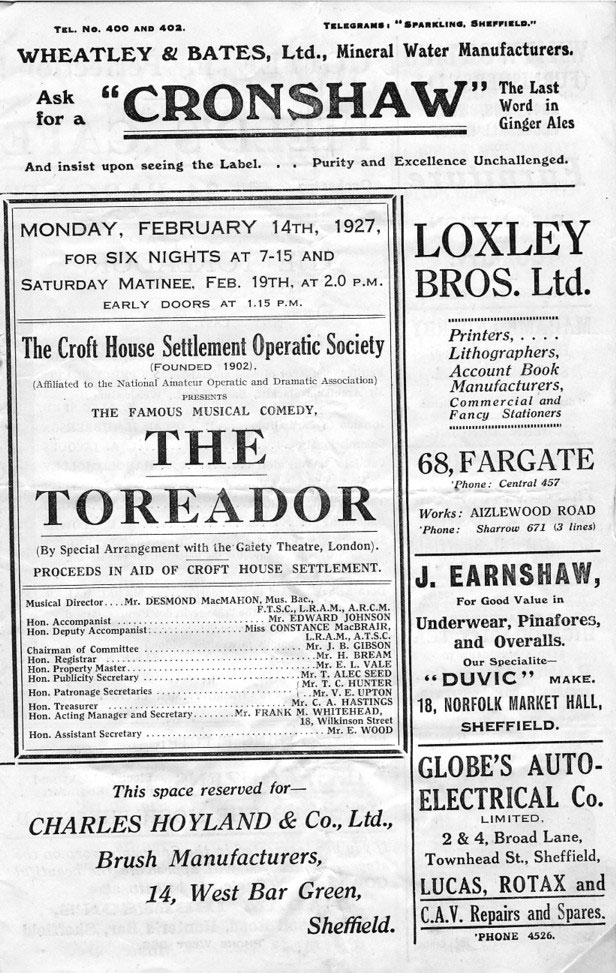 TEL. No. 400 AND 402.
TELEGRAMS: "SPARKLING, SHEFFIELD."
WHEATLEY & BATES, Ltd., Mineral Water Manufacturers.
Ask for a
"CRONSHAW"
The Last
Word in
Ginger Ales
And insist upon seeing the Label. . . Purity and Excellence Unchallenged.
MONDAY, FEBRUARY 14TH, 1927,
FOR SIX NIGHTS AT 7-15 AND
SATURDAY MATINEE, FEB. 19TH, AT 2.0 P.M.
EARLY DOORS AT 1.15 P.M.
The Croft House Settlement Operatic Society
(FOUNDED 1902).
(Affiliated to the National Amateur Operatic and Dramatic Association)
PRESENTS
THE FAMOUS MUSICAL COMEDY,
THE
TOREADOR
(By Special Arrangement with the Gaiety Theatre, London).
PROCEEDS IN AID OF CROFT HOUSE SETTLEMENT.
Musical Director....Mr. DESMOND MacMAHON, Mus. Bac.,
F.T.S.C., L.R.A.M., A.R.C.M.
Hon. Accompanist ........ Mr. EDWARD JOHNSON
Hon. Deputy Accompanist........ Miss CONSTANCE MacBRAIR,
L.R.A.M., A.T.S.C.
Chairman of Committee ........ Mr. J. B. GIBSON
Hon. Registrar ........ Mr. H. BREAM
Hon. Property Master........ Mr. E. L. VALE
Hon. Publicity Secretary ........ Mr. T. ALEC SEED
Hon. Patronage Secretaries ........ Mr. T. C. HUNTER
Mr. V. E. UPTON
Hon. Treasurer ........ Mr. C. A. HASTINGS
Hon. Acting Manager and Secretary........Mr. FRANK M. WHITEHEAD,
18, Wilkinson Street
Hon. Assistant Secretary ........ Mr. E. WOOD
This space reserved for—
CHARLES HOYLAND & Co., Ltd.,
Brush Manufacturers,
14, West Bar Green,
Sheffield.
LOXLEY
BROS. Ltd.
Printers, . . . .
Lithographers,
Account Book
Manufacturers,
Commercial and
Fancy Stationers
68, FARGATE
'Phone: Central 457
Works: AIZLEWOOD ROAD
'Phone: Sharrow 671 (3 lines)
J. EARNSHAW,
For Good Value in
Underwear, Pinafores,
and Overalls.
Our Specialite—
"DUVIC" MAKE.
18, NORFOLK MARKET HALL,
SHEFFIELD.
GLOBE'S AUTO-
ELECTRICAL Co.
LIMITED,
2 & 4, Broad Lane,
Townhead St., Sheffield,
LUCAS, ROTAX and
C.A.V. Repairs and Spares.
'PHONE 4526.